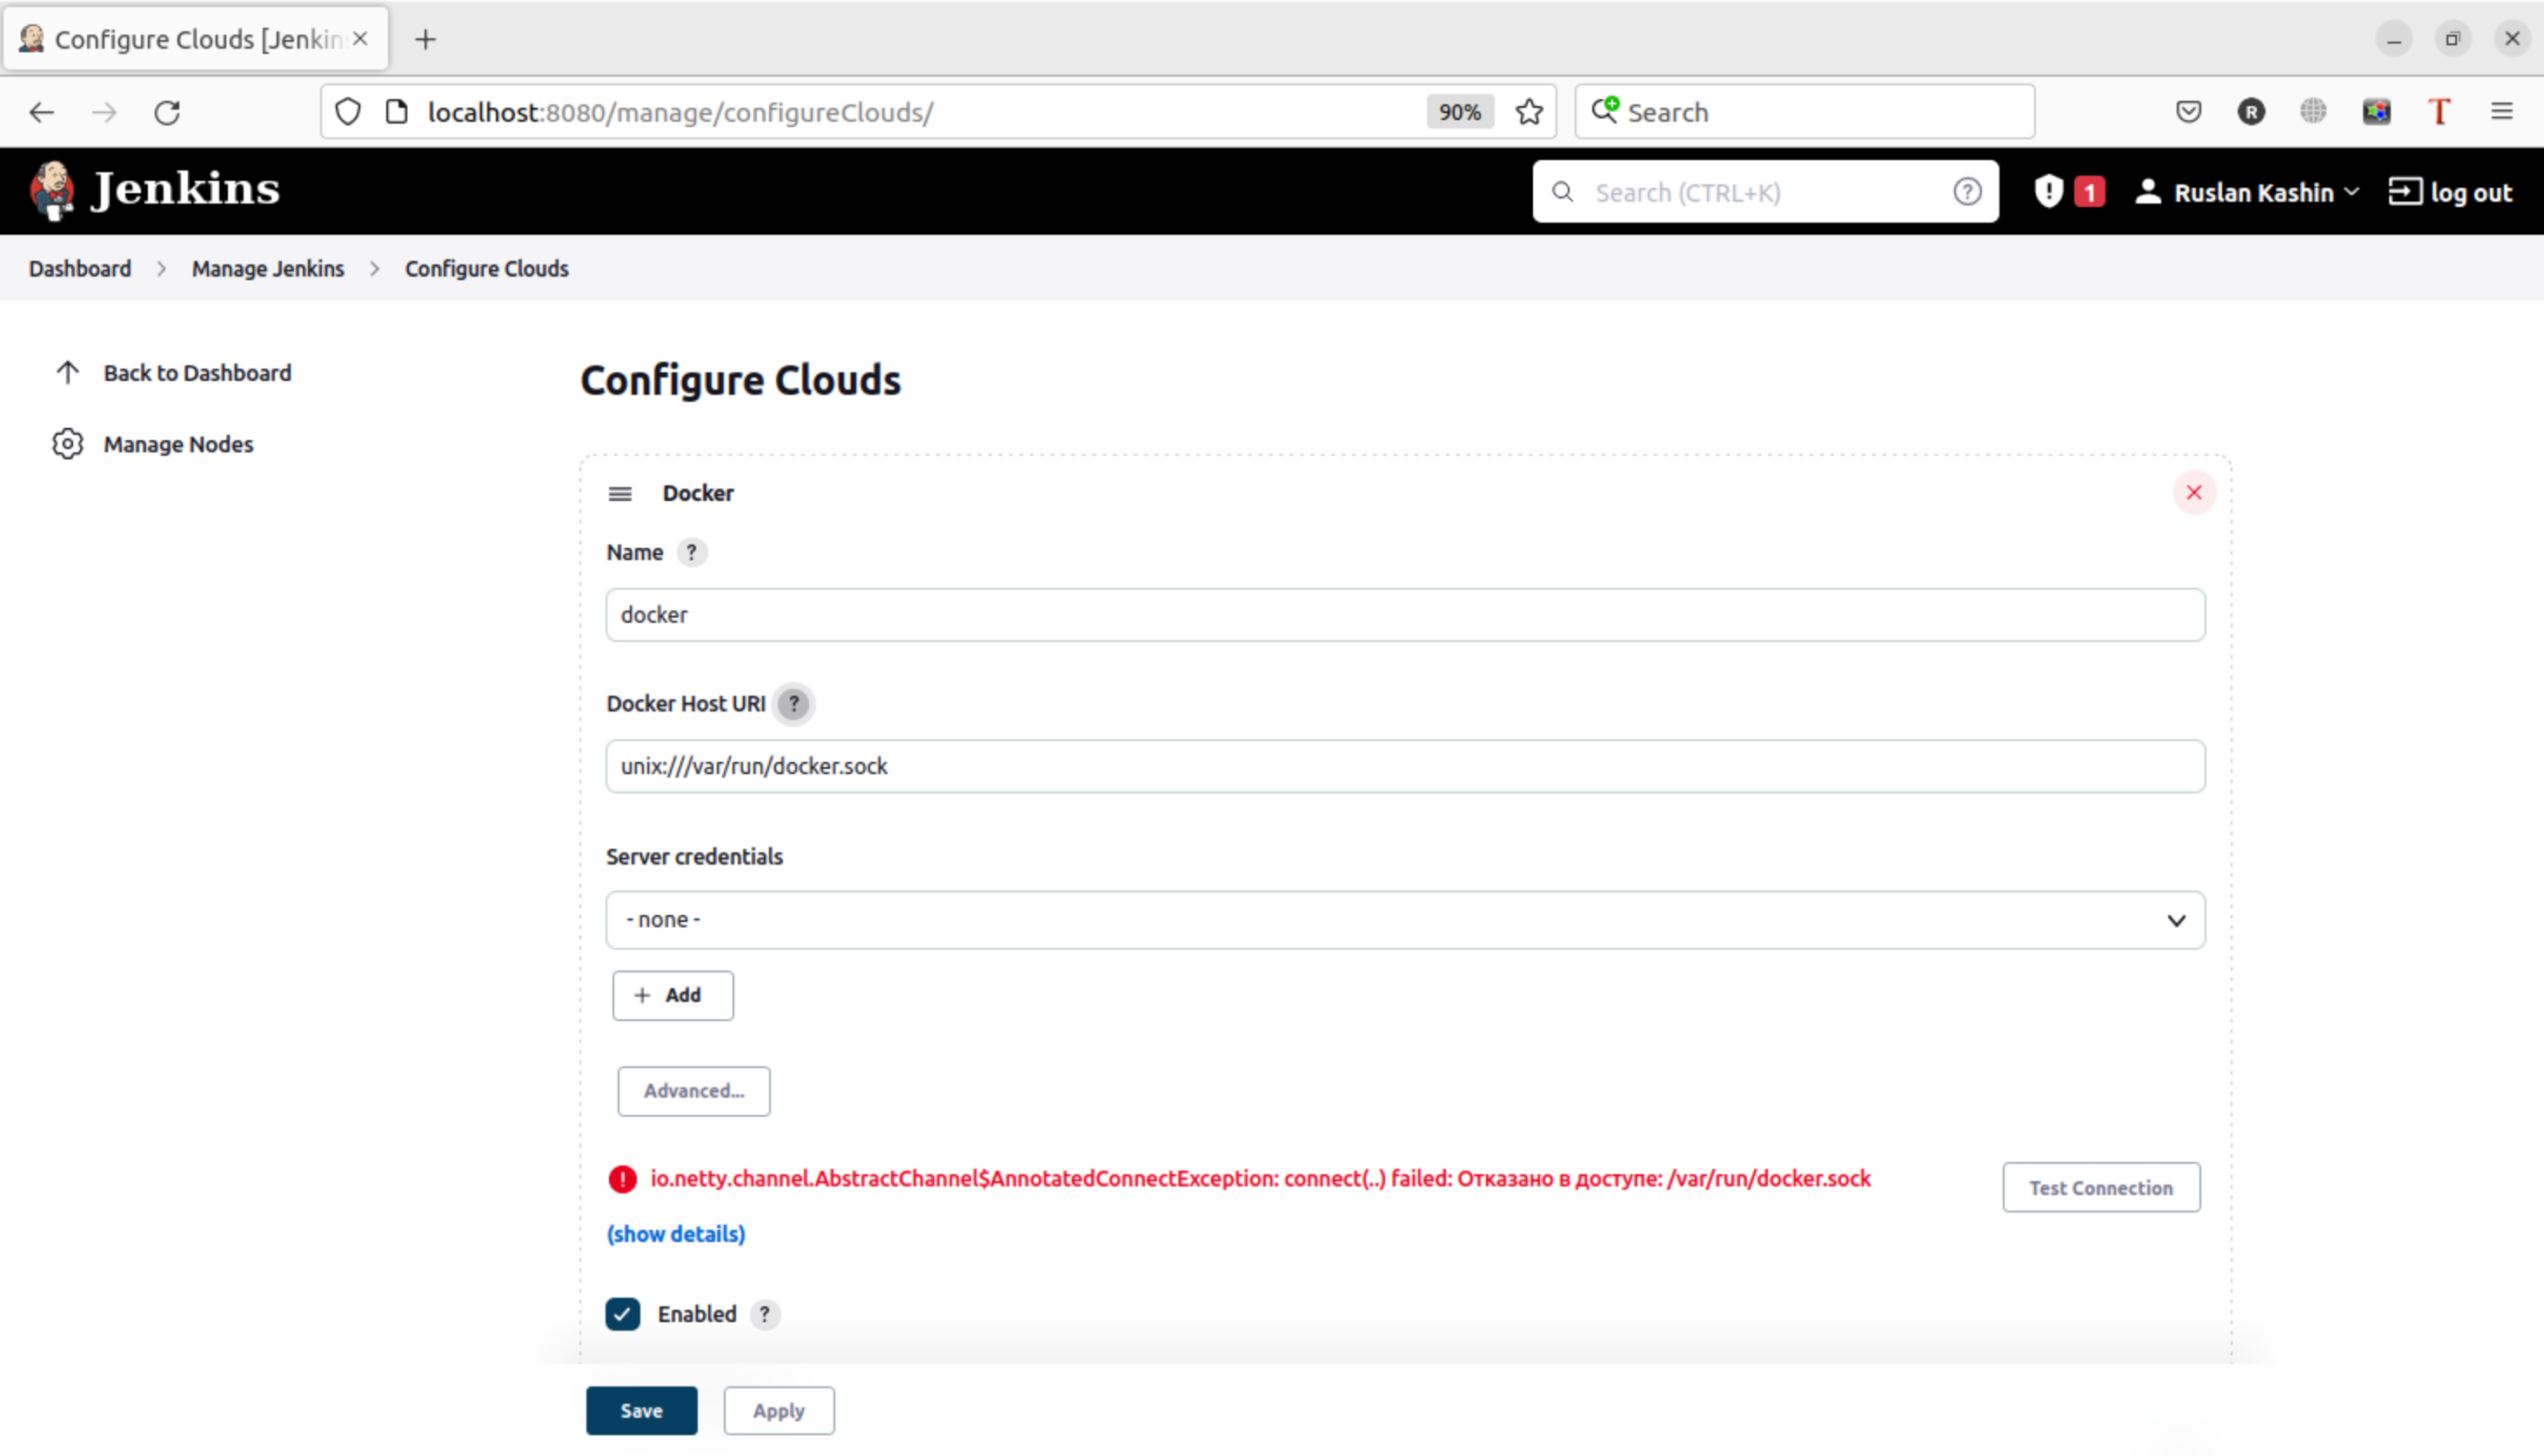 Configure Clouds [Jenkin
localhost:8080/manage/configureClouds/
90%
Search
R
T
Jenkins
Search (CTRL+K)
?
1
Ruslan Kashin
log out
Dashboard
Manage Jenkins
Configure Clouds
Back to Dashboard
Manage Nodes
Configure Clouds
Docker
Name ?
docker
Docker Host URI ?
unix:///var/run/docker.sock
Server credentials
- none -
+ Add
Advanced...
io.netty.channel.AbstractChannel$AnnotatedConnectException: connect(..) failed: Отказано в доступе: /var/run/docker.sock
Test Connection
(show details)
Enabled ?
Save
Apply